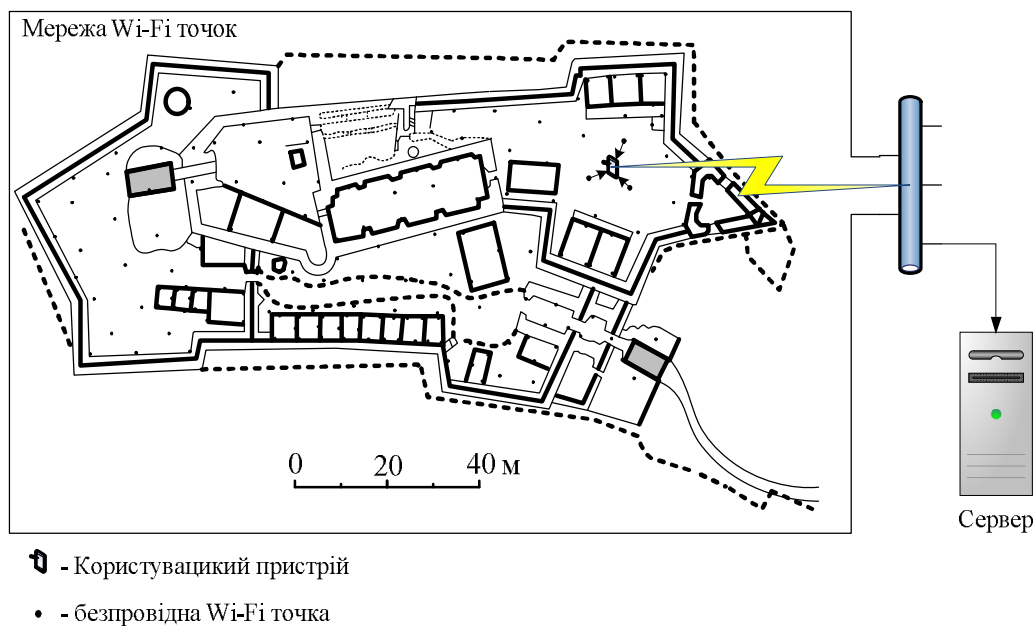 Мережа Wi-Fi точок
0 20 40 м
Сервер
- Користувацикий пристрій
- безпровідна Wi-Fi точка